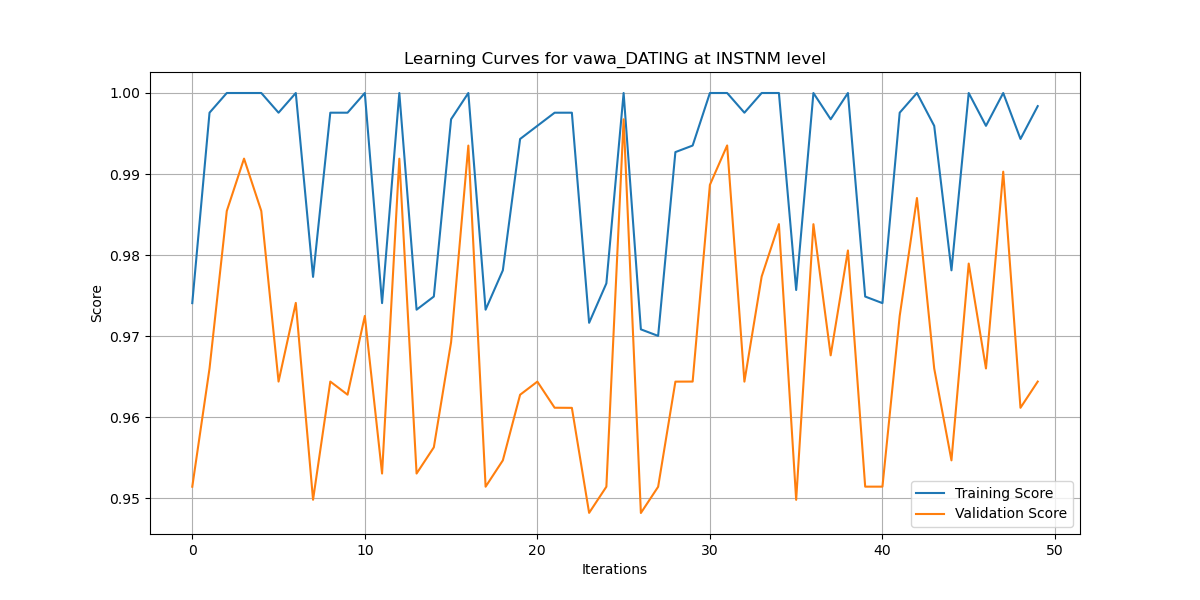 Learning Curves for vawa_DATING at INSTNM level
1.00
0.99
0.98
0.97
0.96
0.95
Score
0 10 20 30 40 50
Iterations
Training Score
Validation Score